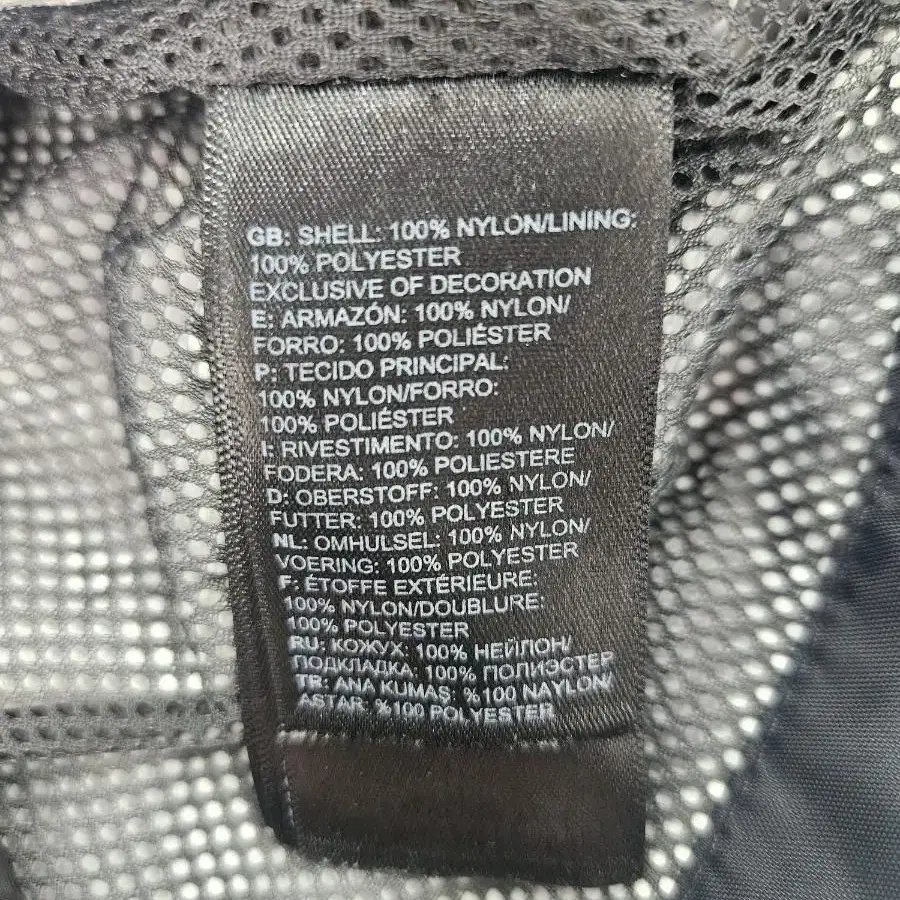 GB: SHELL: 100% NYLON/LINING:
100% POLYESTER
EXCLUSIVE OF DECORATION
E: ARMAZÓN: 100% NYLON/
FORRO: 100% POLIÉSTER
P: TECIDO PRINCIPAL:
100% NYLON/FORRO:
100% POLIÉSTER
I: RIVESTIMENTO: 100% NYLON/
FODERA: 100% POLIESTERE
D: OBERSTOFF: 100% NYLON/
FUTTER: 100% POLYESTER
NL: OMHULSEL: 100% NYLON/
VOERING: 100% POLYESTER
F: ÉTOFFE EXTÉRIEURE:
100% NYLON/DOUBLURE:
100% POLYESTER
RU: КОЖУХ: 100% НЕЙЛОН/
ПОДКЛАДКА: 100% ПОЛИЭСТЕР
TR: ANA KUMAS: %100 NAYLON/
ASTAR: %100 POLYESTER